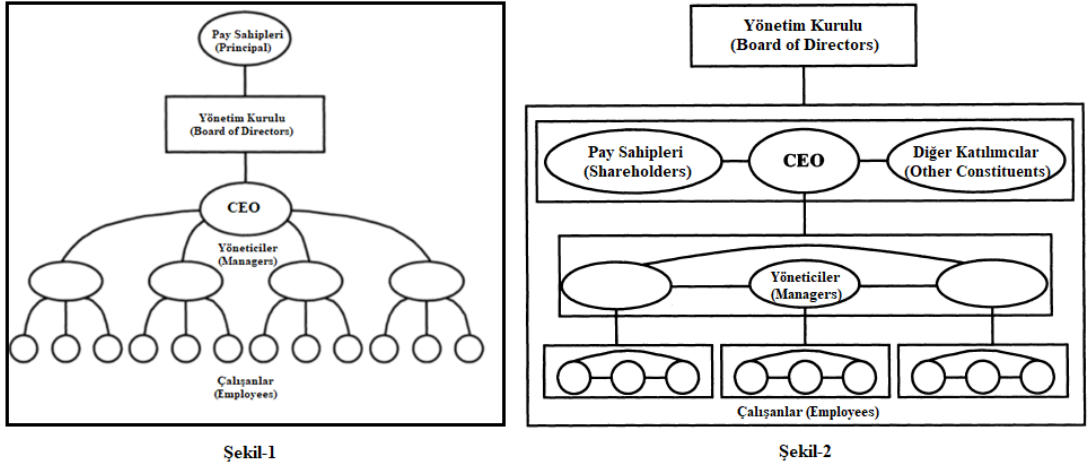 Pay Sahipleri
(Principal)
Yönetim Kurulu
(Board of Directors)
CEO
Yöneticiler
(Managers)
Çalışanlar
(Employees)
Şekil-1
Yönetim Kurulu
(Board of Directors)
Pay Sahipleri
(Shareholders)
CEO
Diğer Katılımcılar
(Other Constituents)
Yöneticiler
(Managers)
Çalışanlar (Employees)
Şekil-2